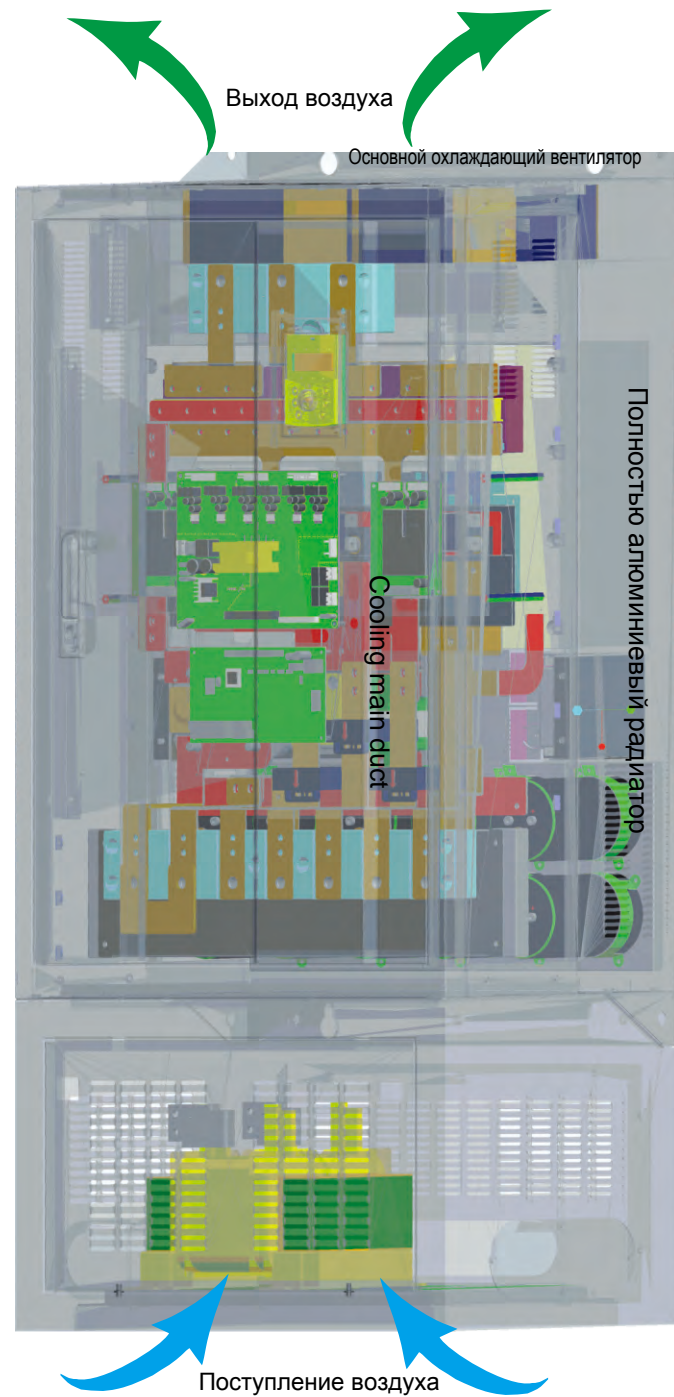 Выход воздуха
Основной охлаждающий вентилятор
Полностью алюминиевый радиатор
Cooling main duct
Поступление воздуха